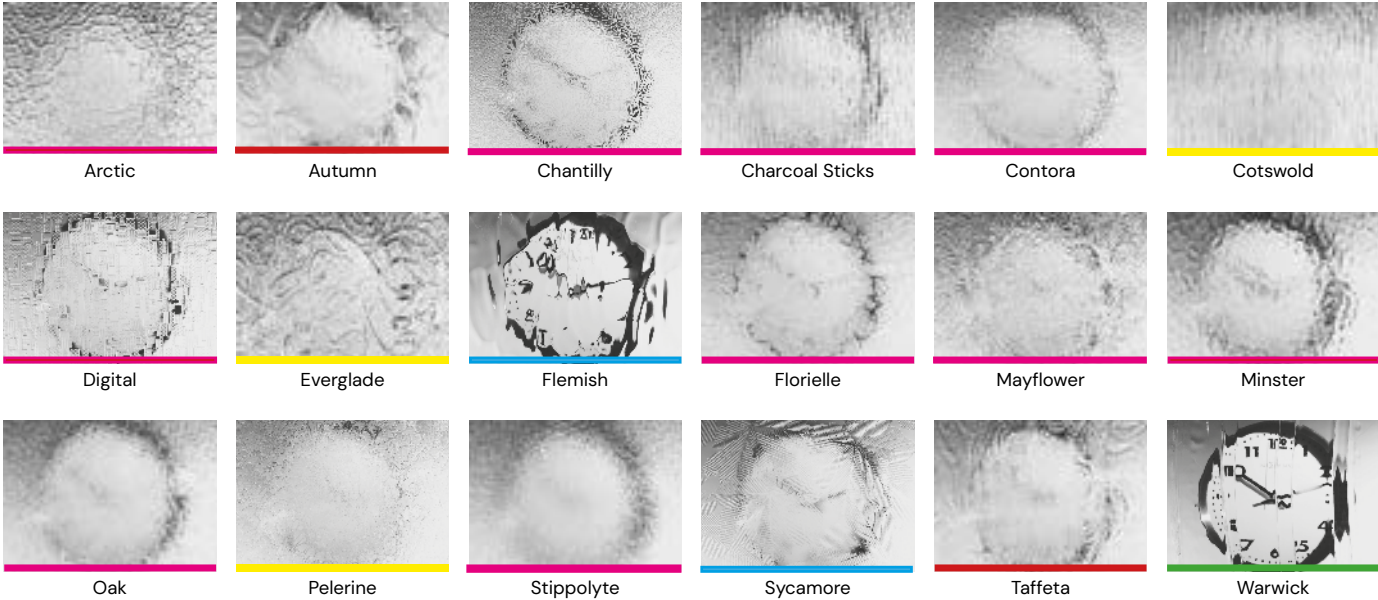 Arctic
Autumn
Chantilly
Charcoal Sticks
Contora
Cotswold
Digital
Everglade
Flemish
Florielle
Mayflower
Minster
Oak
Pelerine
Stippolyte
Sycamore
Taffeta
Warwick